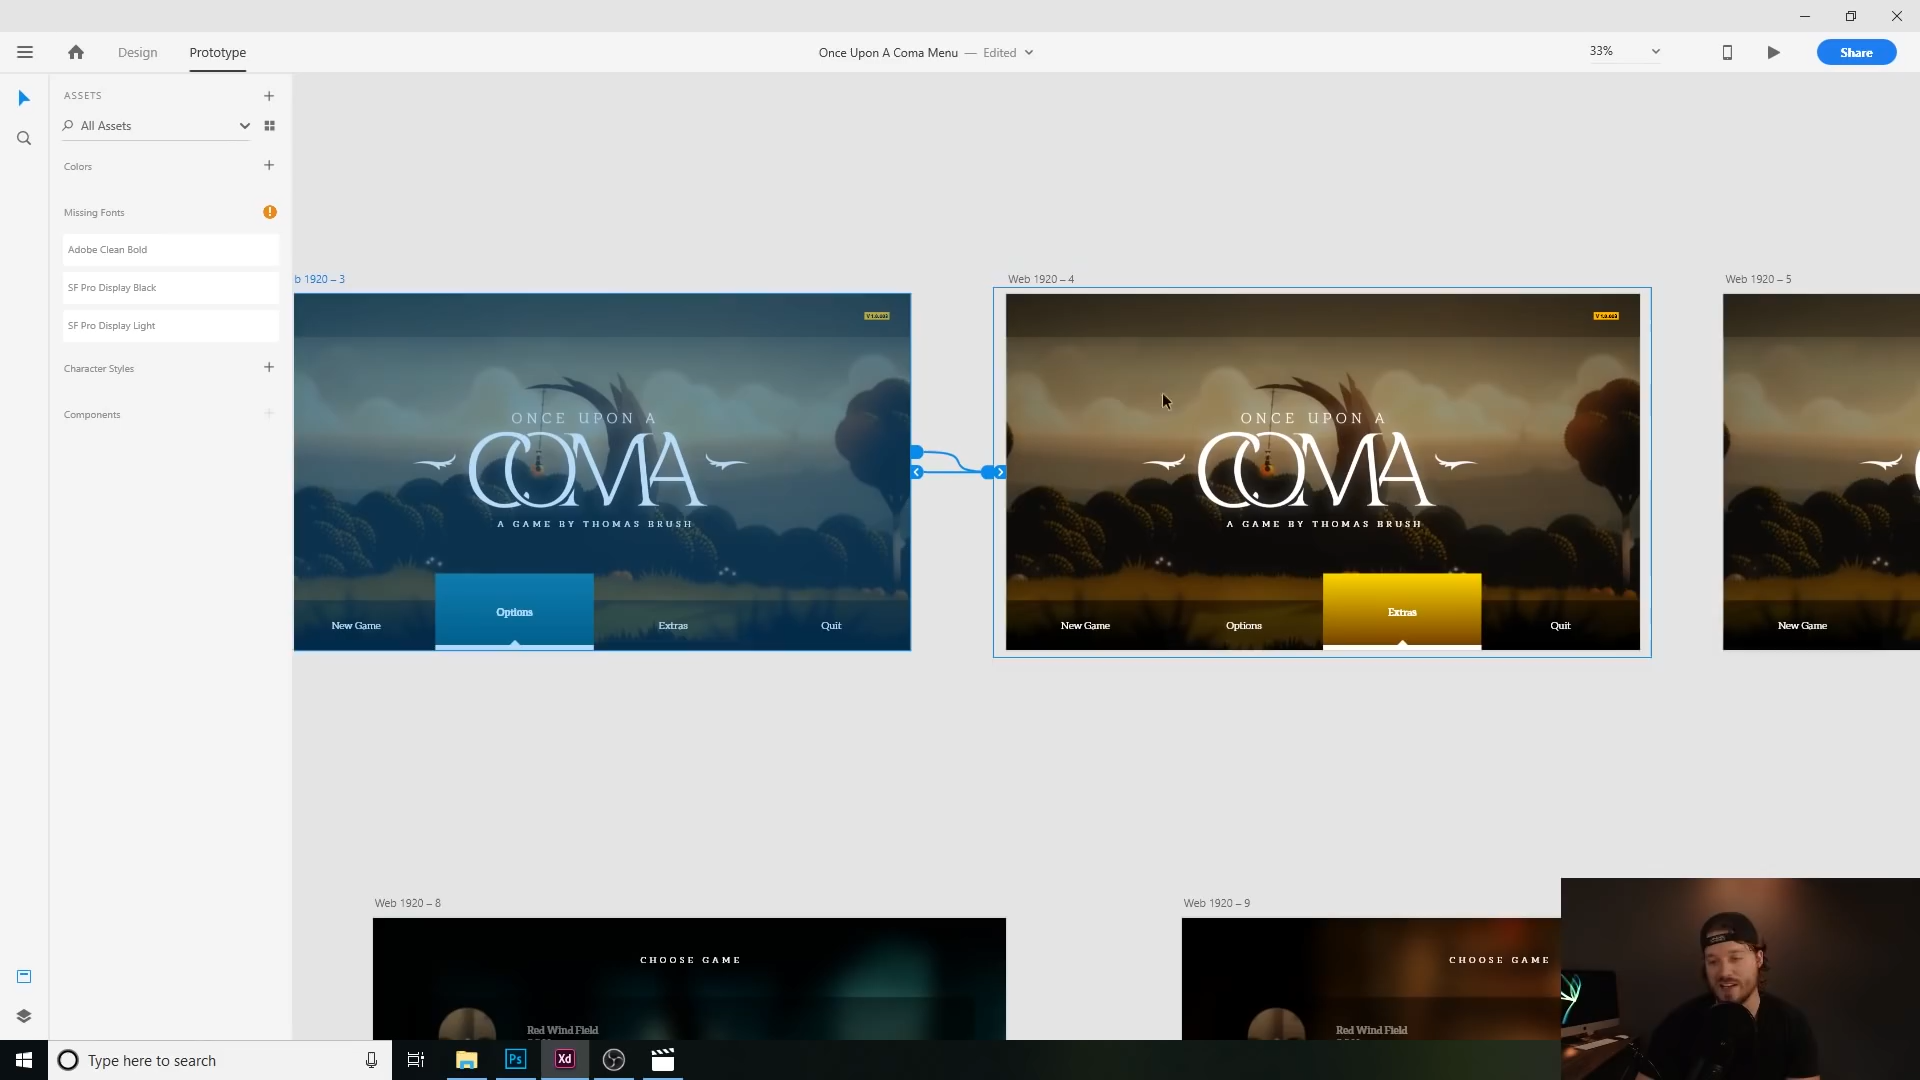 Design
Prototype
Once Upon A Coma Menu — Edited
33%
Share
ASSETS
All Assets
Colors
Missing Fonts
Adobe Clean Bold
SF Pro Display Black
SF Pro Display Light
Character Styles
Components
b 1920 – 3
Web 1920 – 4
Web 1920 – 5
ONCE UPON A
COMA
A GAME BY THOMAS BRUSH
New Game
Options
Extras
Quit
ONCE UPON A
COMA
A GAME BY THOMAS BRUSH
New Game
Options
Extras
Quit
New Game
Web 1920 – 8
Web 1920 – 9
CHOOSE GAME
Red Wind Field
CHOOSE GAME
Red Wind Field
Type here to search
Ps
Xd